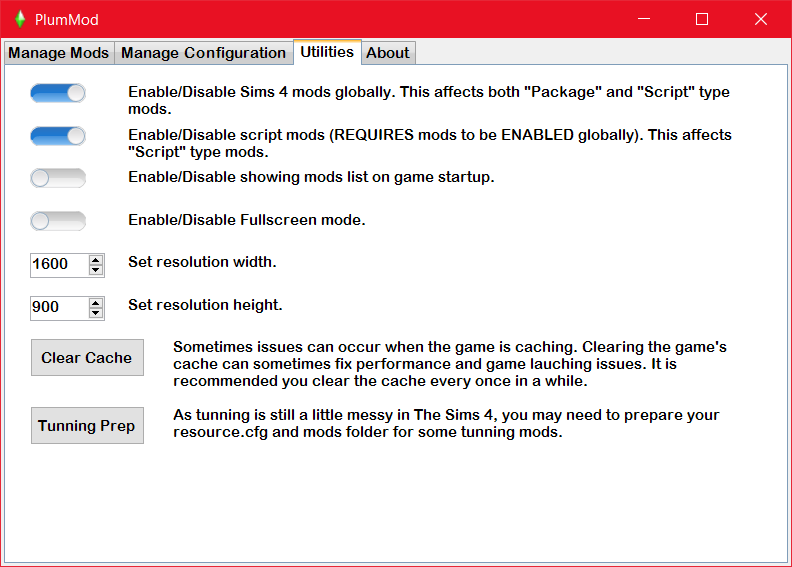 PlumMod
Manage Mods Manage Configuration Utilities About
Enable/Disable Sims 4 mods globally. This affects both "Package" and "Script" type
mods.
Enable/Disable script mods (REQUIRES mods to be ENABLED globally). This affects
"Script" type mods.
Enable/Disable showing mods list on game startup.
Enable/Disable Fullscreen mode.
1600 Set resolution width.
900 Set resolution height.
Clear Cache
Sometimes issues can occur when the game is caching. Clearing the game's
cache can sometimes fix performance and game lauching issues. It is
recommended you clear the cache every once in a while.
Tunning Prep
As tunning is still a little messy in The Sims 4, you may need to prepare your
resource.cfg and mods folder for some tunning mods.